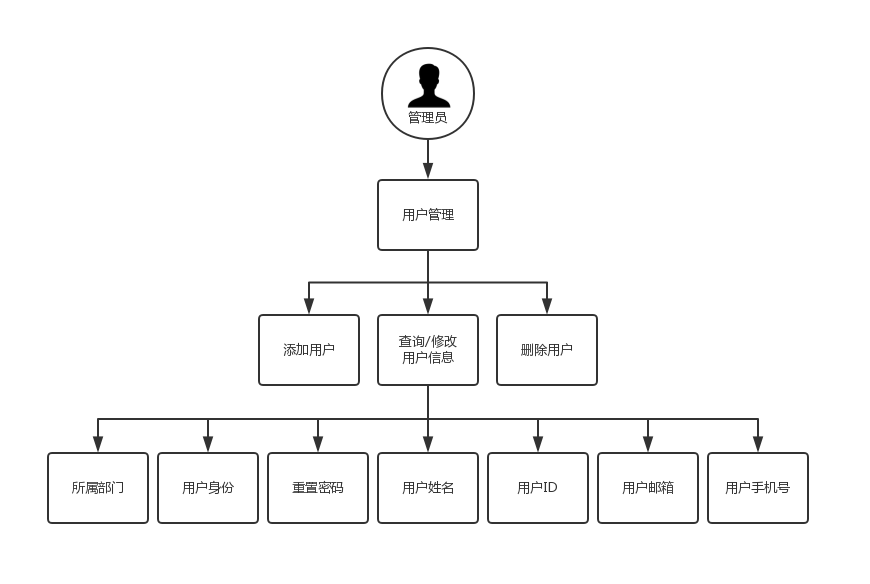 管理员
用户管理
添加用户
查询/修改
用户信息
删除用户
所属部门
用户身份
重置密码
用户姓名
用户ID
用户邮箱
用户手机号